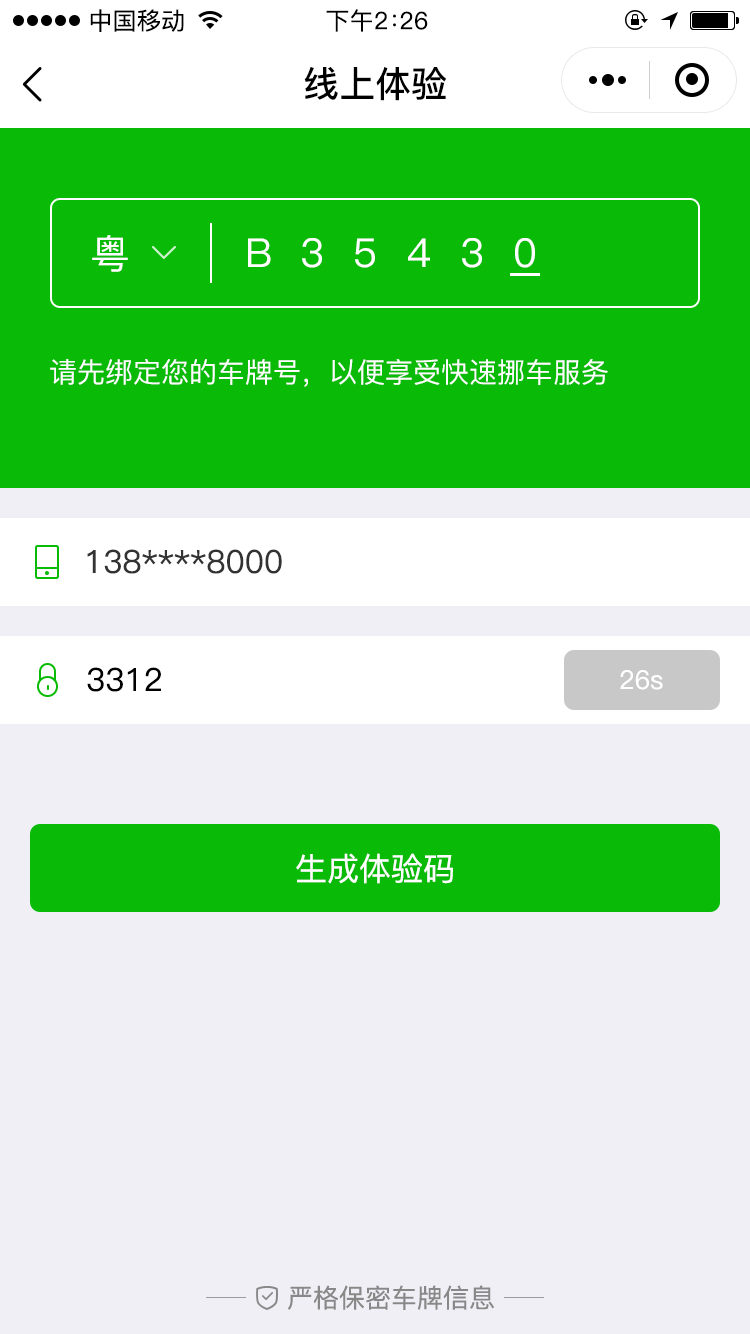 中国移动 下午2:26
线上体验
粤 B 3 5 4 3 0
请先绑定您的车牌号，以便享受快速挪车服务
138****8000
3312 26s
生成体验码
严格保密车牌信息